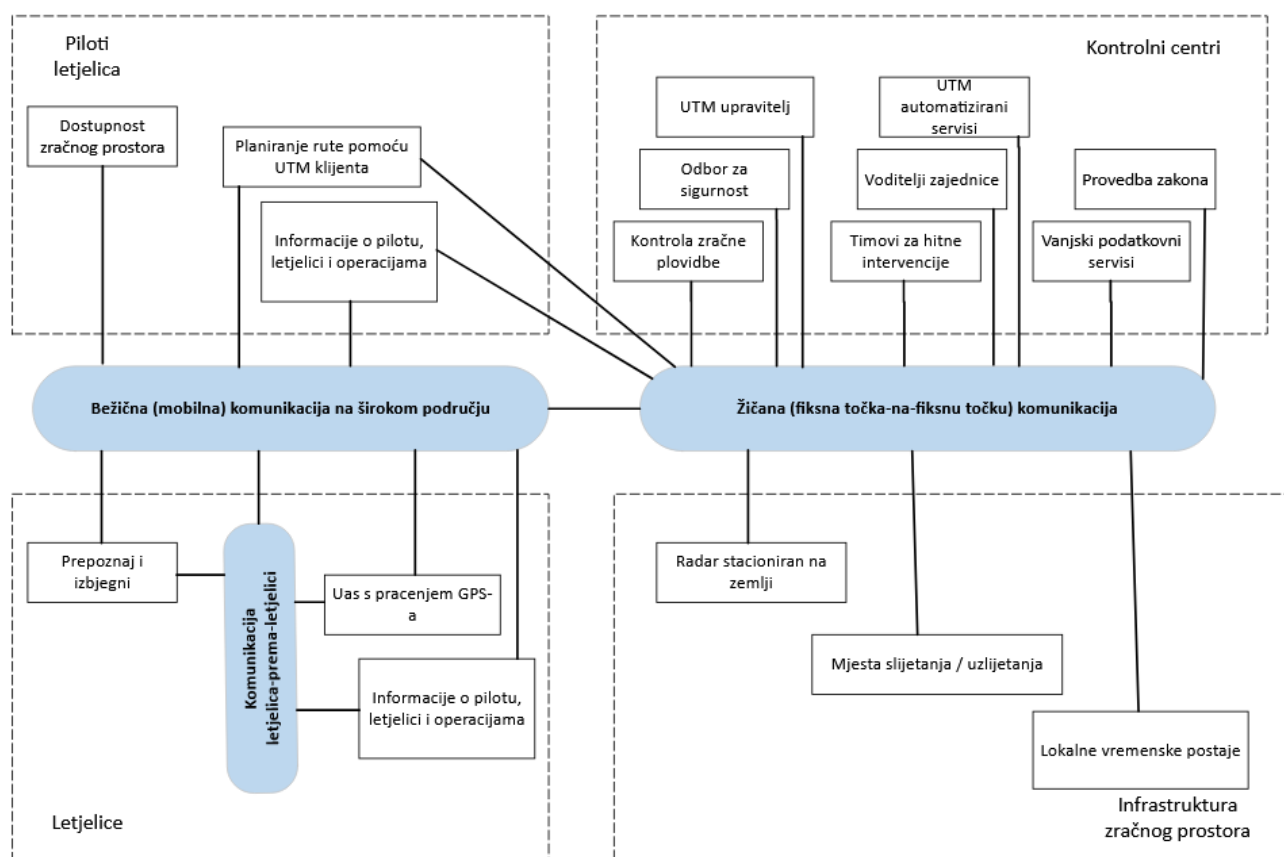 Piloti
letjelica
Dostupnost
zračnog prostora
Planiranje rute pomoću
UTM klijenta
Informacije o pilotu,
letjelici i operacijama
Kontrolni centri
UTM upravitelj
UTM
automatizirani
servisi
Odbor za
sigurnost
Voditelji zajednice
Provedba zakona
Kontrola zračne
plovidbe
Timovi za hitne
intervencije
Vanjski podatkovni
servisi
Bežična (mobilna) komunikacija na širokom području
Žičana (fiksna točka-na-fiksnu točku) komunikacija
Prepoznaj i
izbjegni
Komunikacija
letjelica-prema-letjelici
Uas s pracenjem GPS-
a
Informacije o pilotu,
letjelici i operacijama
Letjelice
Radar stacioniran na
zemlji
Mjesta slijetanja / uzlijetanja
Lokalne vremenske postaje
Infrastruktura
zračnog prostora